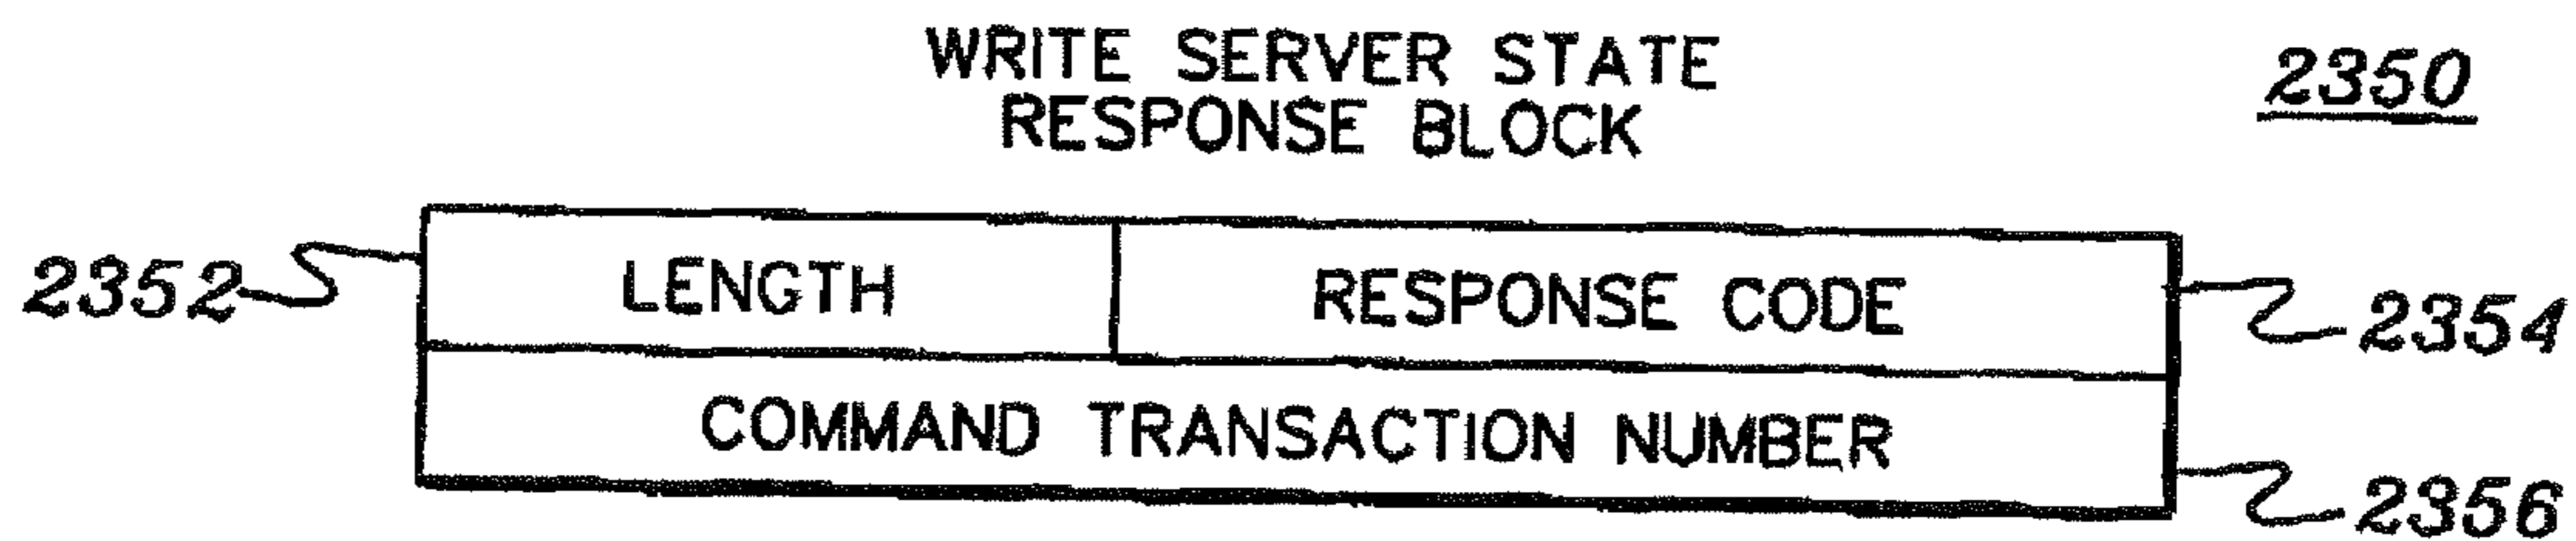 WRITE SERVER STATE
RESPONSE BLOCK
2350
2352
LENGTH
RESPONSE CODE
2354
COMMAND TRANSACTION NUMBER
2356